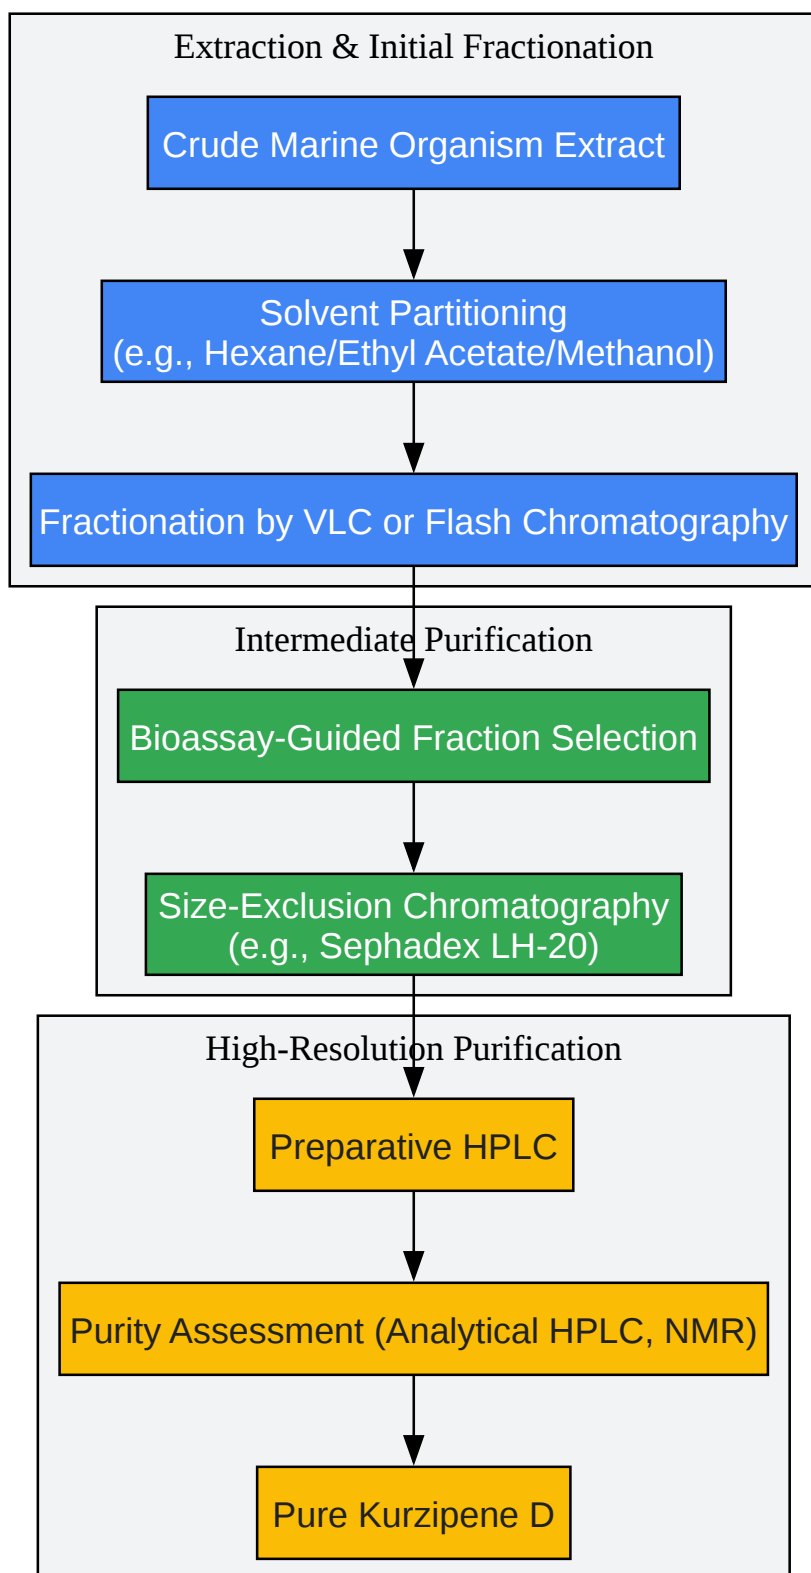 Extraction & Initial Fractionation
Crude Marine Organism Extract
Solvent Partitioning
(e.g., Hexane/Ethyl Acetate/Methanol)
Fractionation by VLC or Flash Chromatography
Intermediate Purification
Bioassay-Guided Fraction Selection
Size-Exclusion Chromatography
(e.g., Sephadex LH-20)
High-Resolution Purification
Preparative HPLC
Purity Assessment (Analytical HPLC, NMR)
Pure Kurzipene D